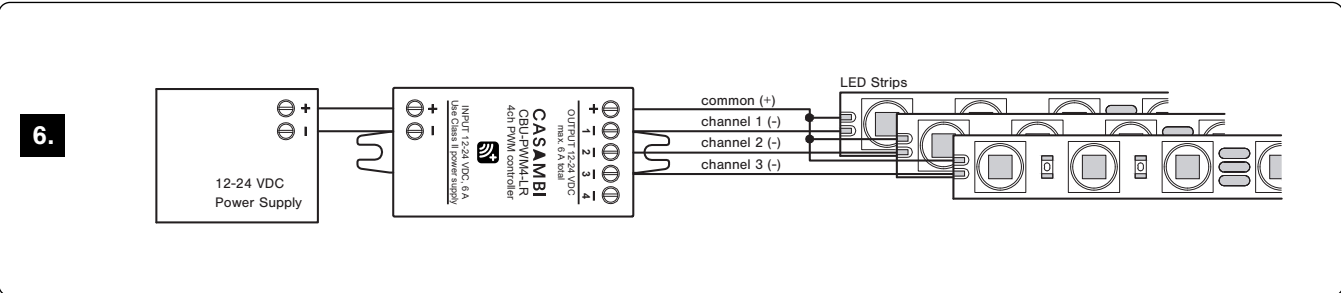 6.
12-24 VDC
Power Supply
+
-
+
-
INPUT 12-24 VDC, 6 A
Use Class II power supply
CASAMBI
CBU-PWM4-LR
4ch PWM controller
OUTPUT 12-24 VDC
max. 6 A total
+
1 -
2 -
3 -
4 -
common (+)
channel 1 (-)
channel 2 (-)
channel 3 (-)
LED Strips